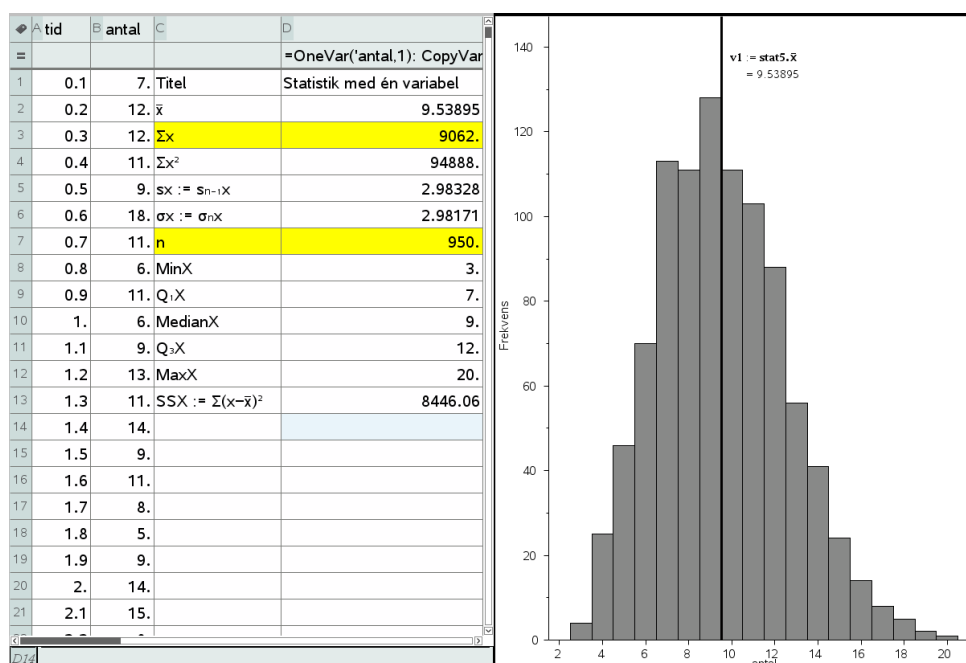 A tid B antal C D
= =OneVar('antal,1): CopyVar
1 0.1 7. Titel Statistik med én variabel
2 0.2 12. x̄ 9.53895
3 0.3 12. Σx 9062.
4 0.4 11. Σx² 94888.
5 0.5 9. sx := sₙ₋₁x 2.98328
6 0.6 18. σx := σₙx 2.98171
7 0.7 11. n 950.
8 0.8 6. MinX 3.
9 0.9 11. Q₁X 7.
10 1. 6. MedianX 9.
11 1.1 9. Q₃X 12.
12 1.2 13. MaxX 20.
13 1.3 11. SSX := Σ(x−x̄)² 8446.06
14 1.4 14.
15 1.5 9.
16 1.6 11.
17 1.7 8.
18 1.8 5.
19 1.9 9.
20 2. 14.
21 2.1 15.
D14
v1 := stat5.x̄
= 9.53895
140
120
100
80
60
40
20
0
Frekvens
2 4 6 8 10 12 14 16 18 20
antal